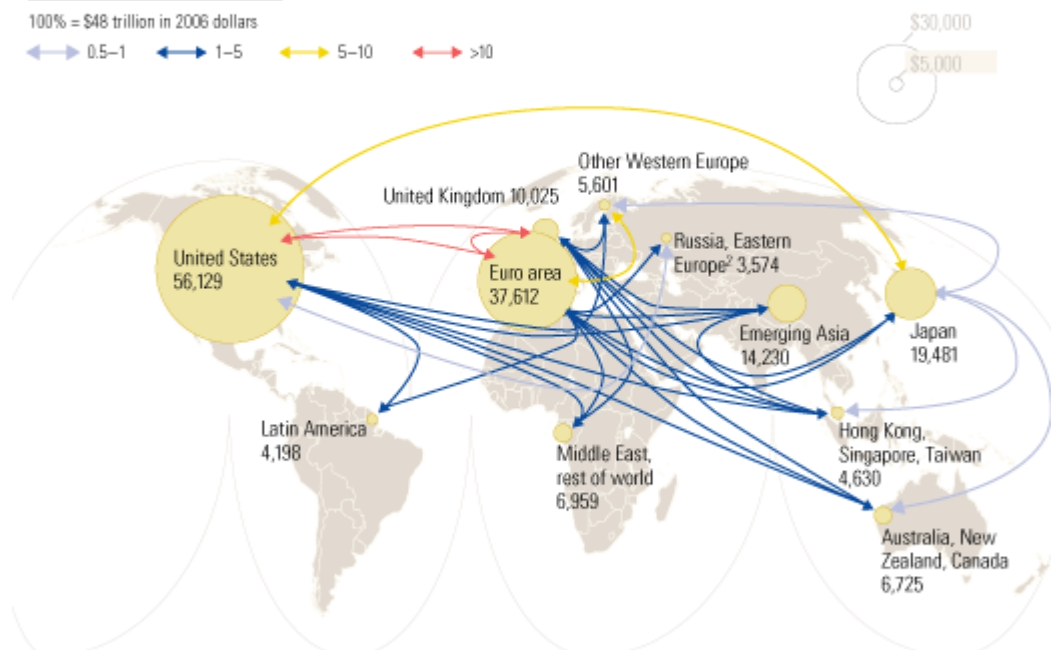 100% = $48 trillion in 2006 dollars
0.5–1
1–5
5–10
>10
$30,000
$5,000
Other Western Europe
5,601
United Kingdom 10,025
United States
56,129
Euro area
37,612
Russia, Eastern
Europe² 3,574
Emerging Asia
14,230
Japan
19,481
Latin America
4,198
Middle East,
rest of world
6,959
Hong Kong,
Singapore, Taiwan
4,630
Australia, New
Zealand, Canada
6,725